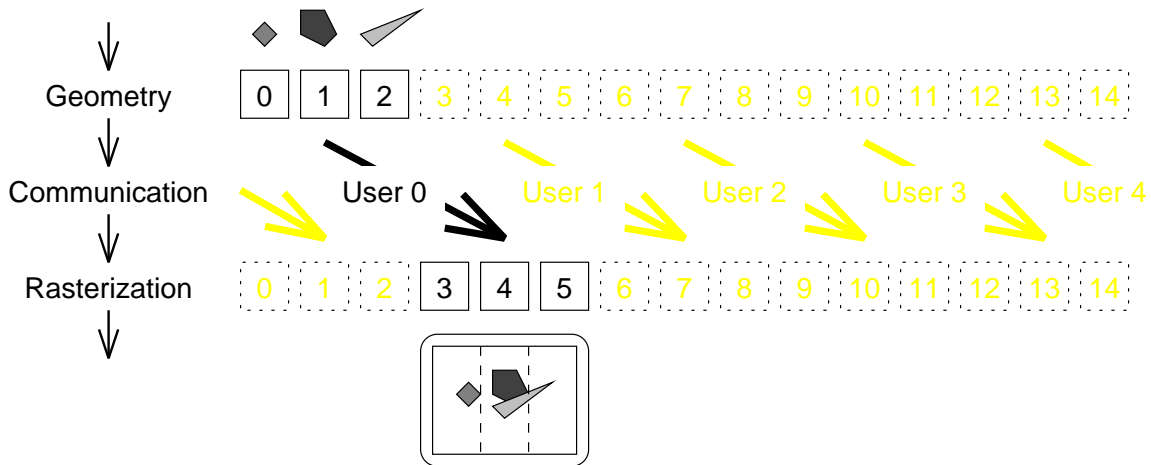 Geometry 0 1 2 3 4 5 6 7 8 9 10 11 12 13 14
Communication User 0 User 1 User 2 User 3 User 4
Rasterization 0 1 2 3 4 5 6 7 8 9 10 11 12 13 14